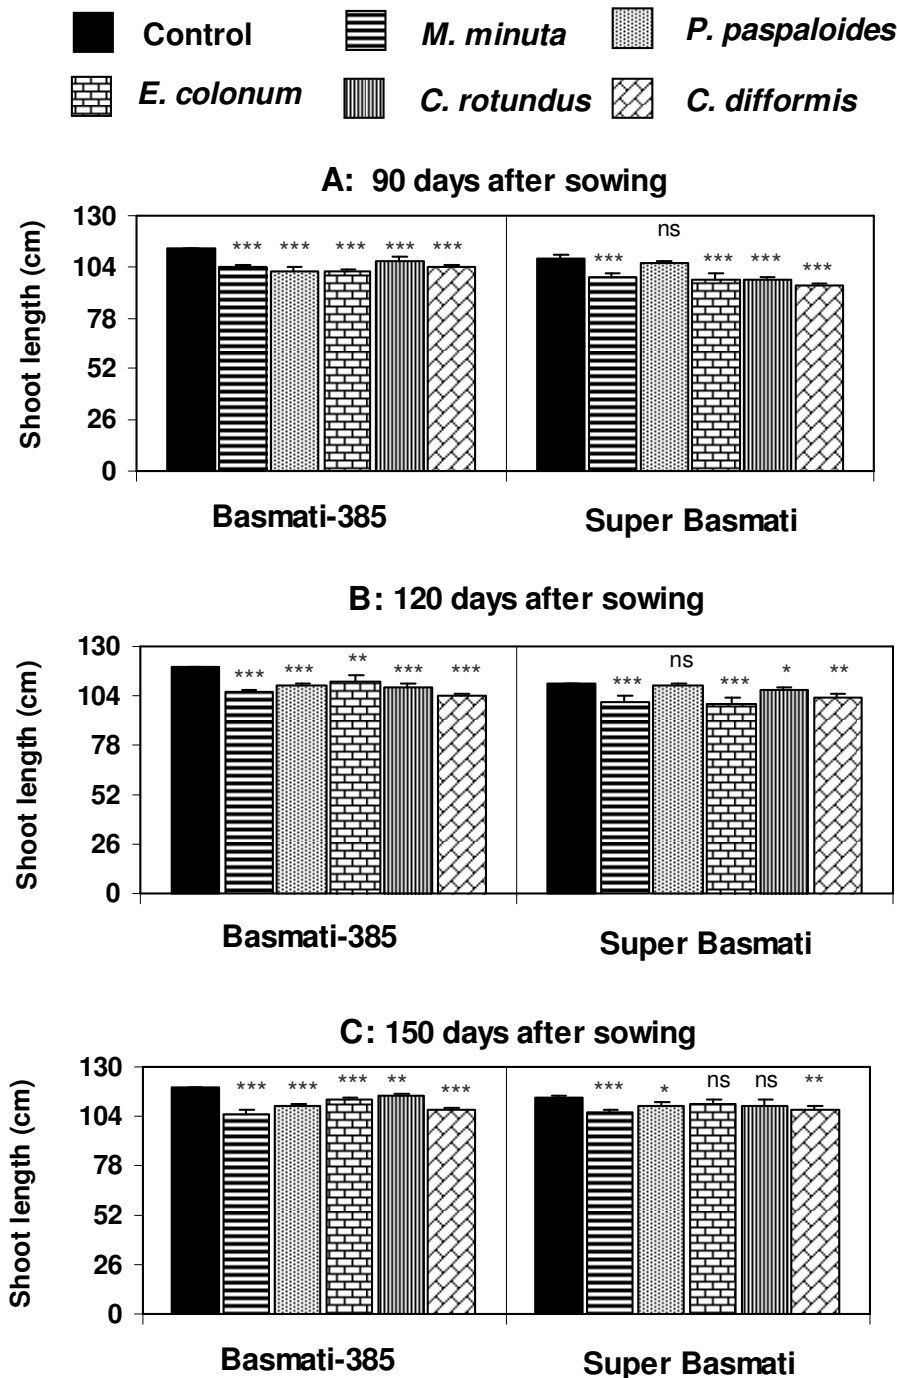 Control M. minuta P. paspaloides
E. colonum C. rotundus C. difformis
A: 90 days after sowing
Shoot length (cm)
130
104
78
52
26
0
*** *** *** *** ***
*** ns *** *** ***
Basmati-385 Super Basmati
B: 120 days after sowing
Shoot length (cm)
130
104
78
52
26
0
*** *** ** *** ***
*** ns *** * **
Basmati-385 Super Basmati
C: 150 days after sowing
Shoot length (cm)
130
104
78
52
26
0
*** *** *** ** ***
*** * ns ns **
Basmati-385 Super Basmati